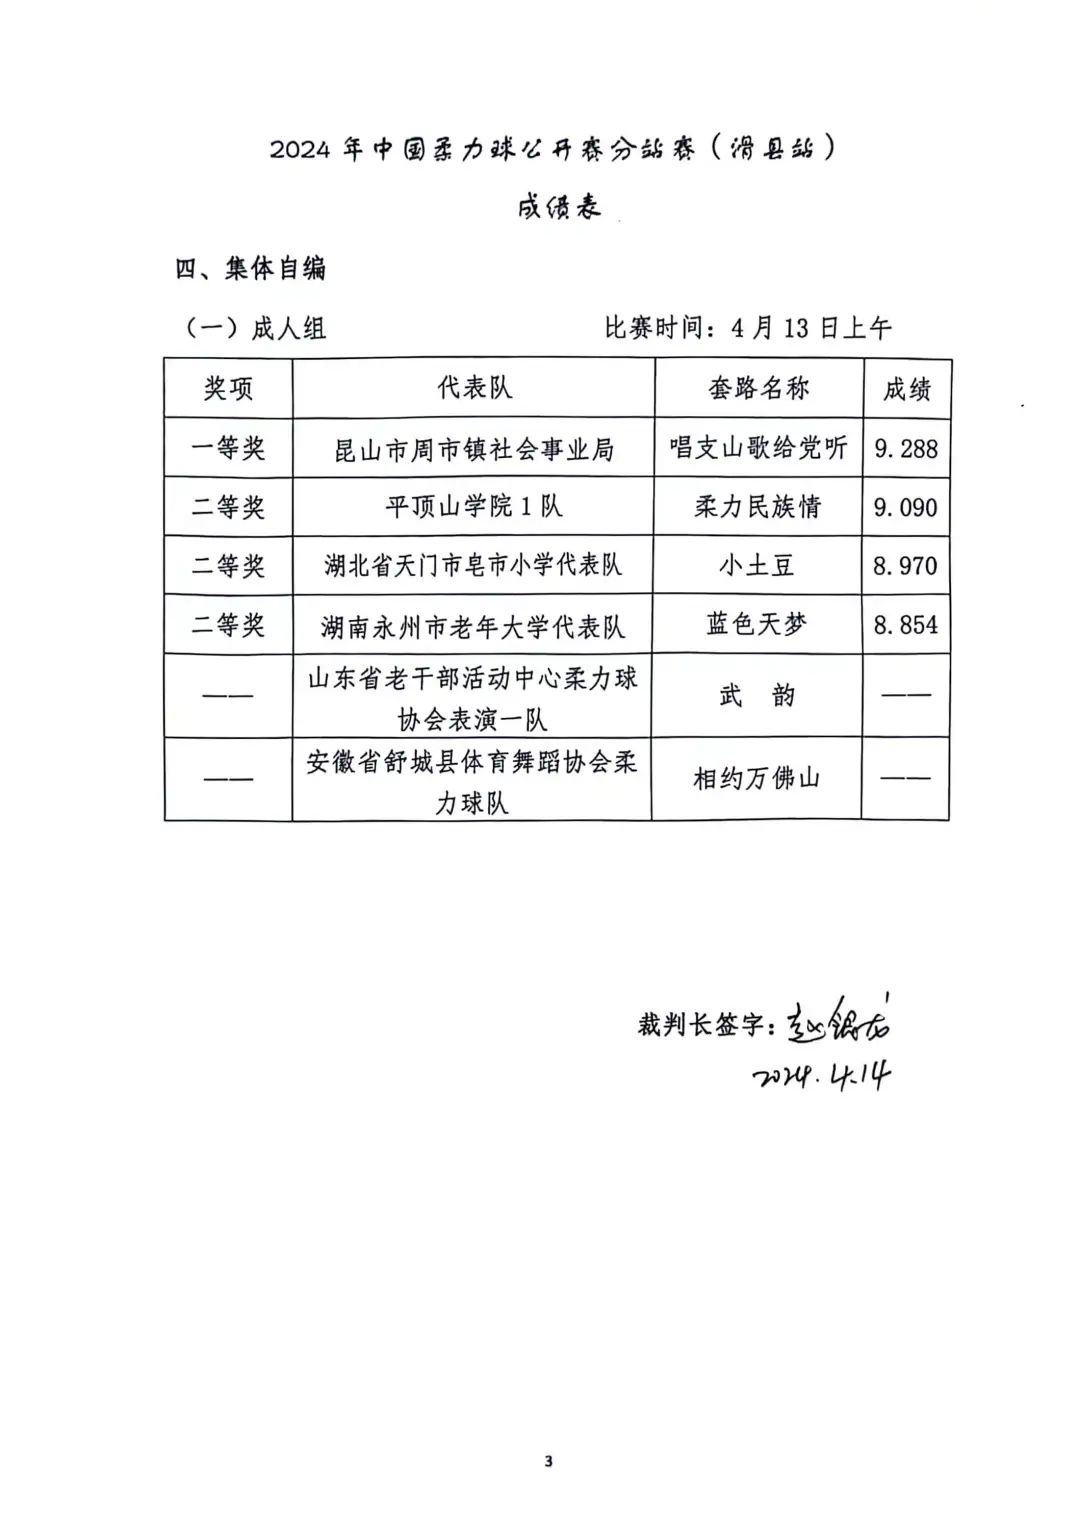 2024年中国柔力球公开赛分站赛（滑县站）
成绩表
四、集体自编
（一）成人组 比赛时间：4月13日上午
奖项 代表队 套路名称 成绩
一等奖 昆山市周市镇社会事业局 唱支山歌给党听 9.288
二等奖 平顶山学院1队 柔力民族情 9.090
二等奖 湖北省天门市皂市小学代表队 小土豆 8.970
二等奖 湖南永州市老年大学代表队 蓝色天梦 8.854
山东省老干部活动中心柔力球
—— 协会表演一队 武 韵 ——
安徽省舒城县体育舞蹈协会柔
—— 力球队 相约万佛山 ——
裁判长签字：
2024.4.14
3